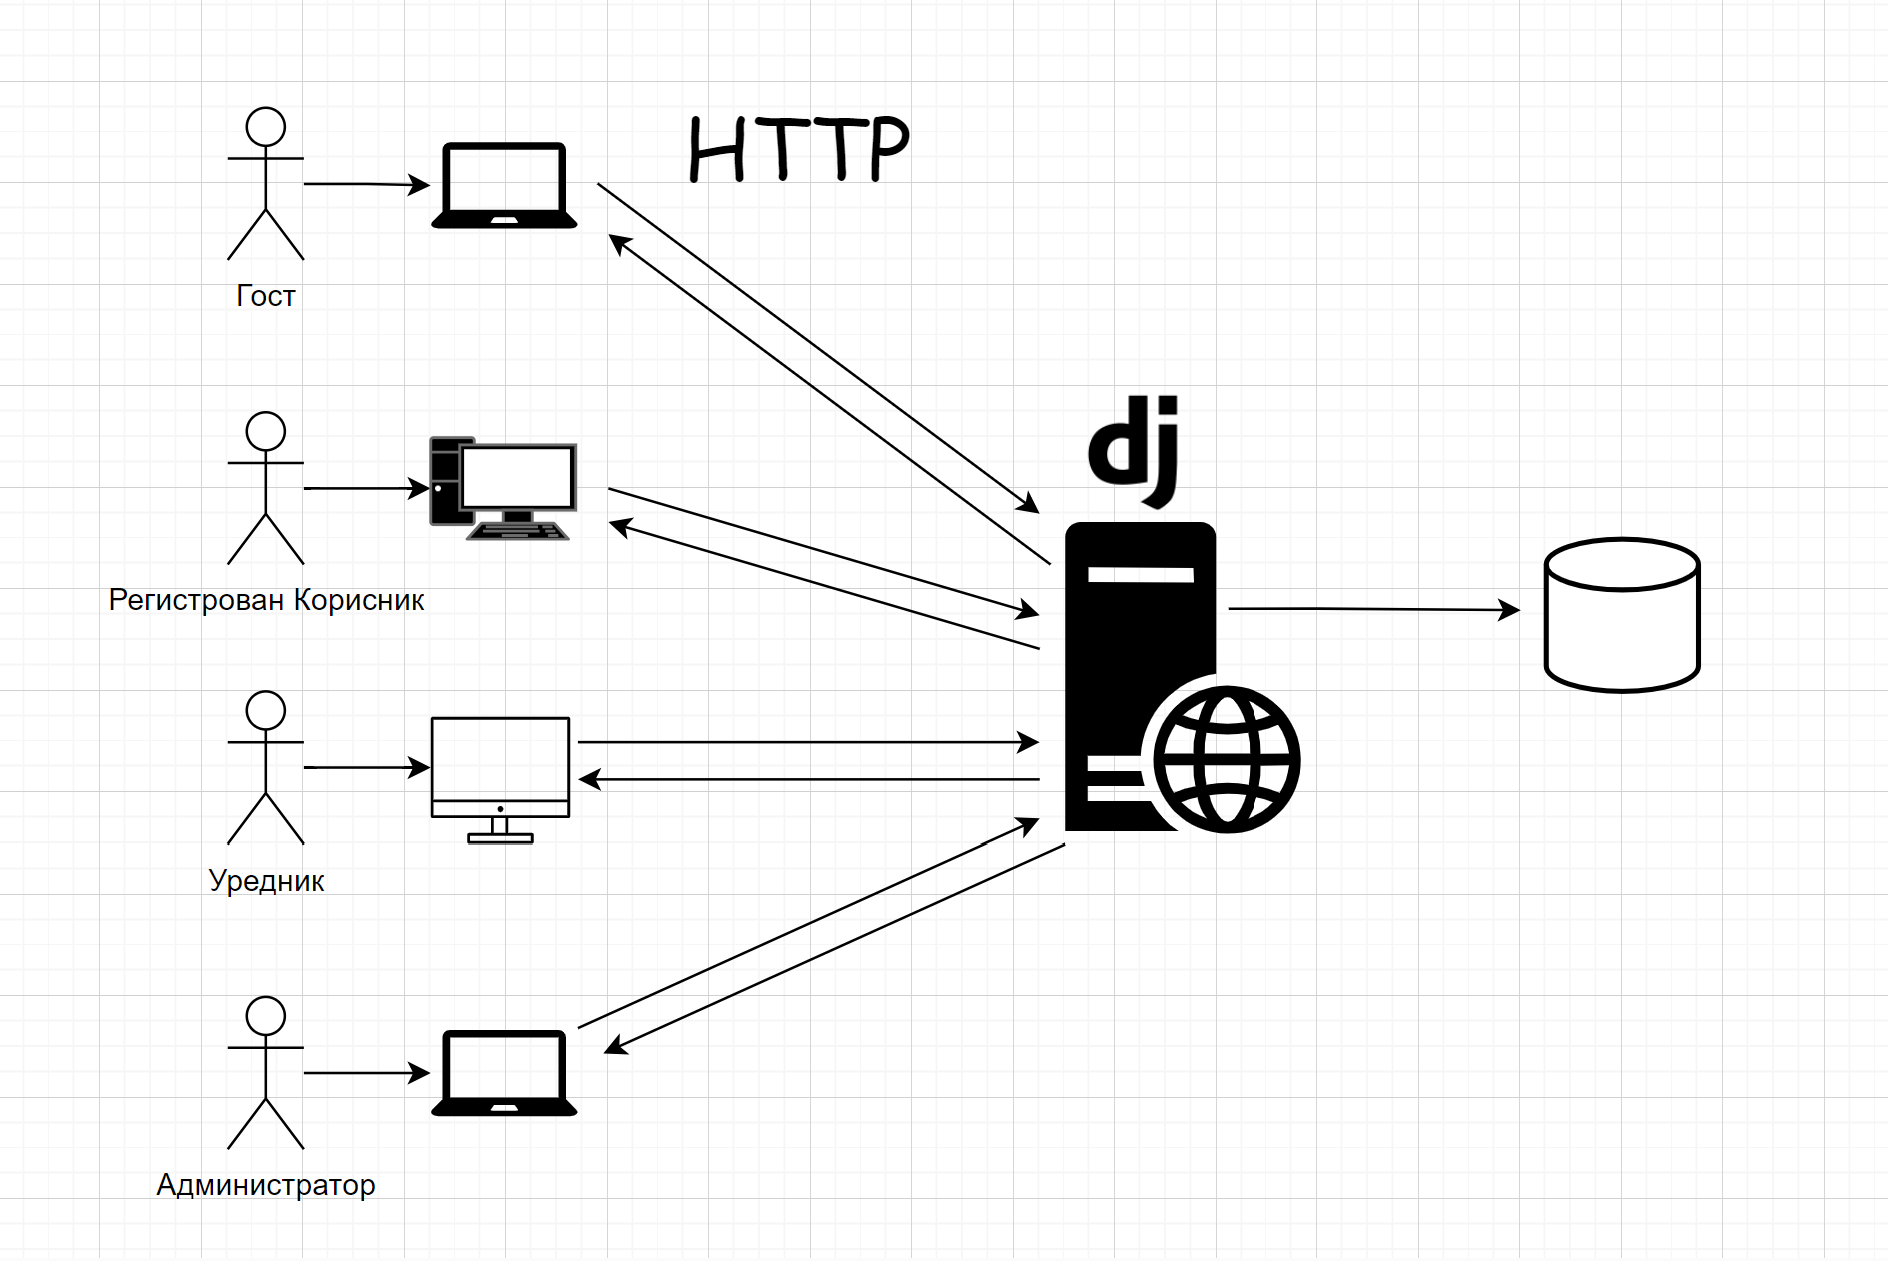 HTTP
Гост
dj
Регистрован Корисник
Уредник
Администратор